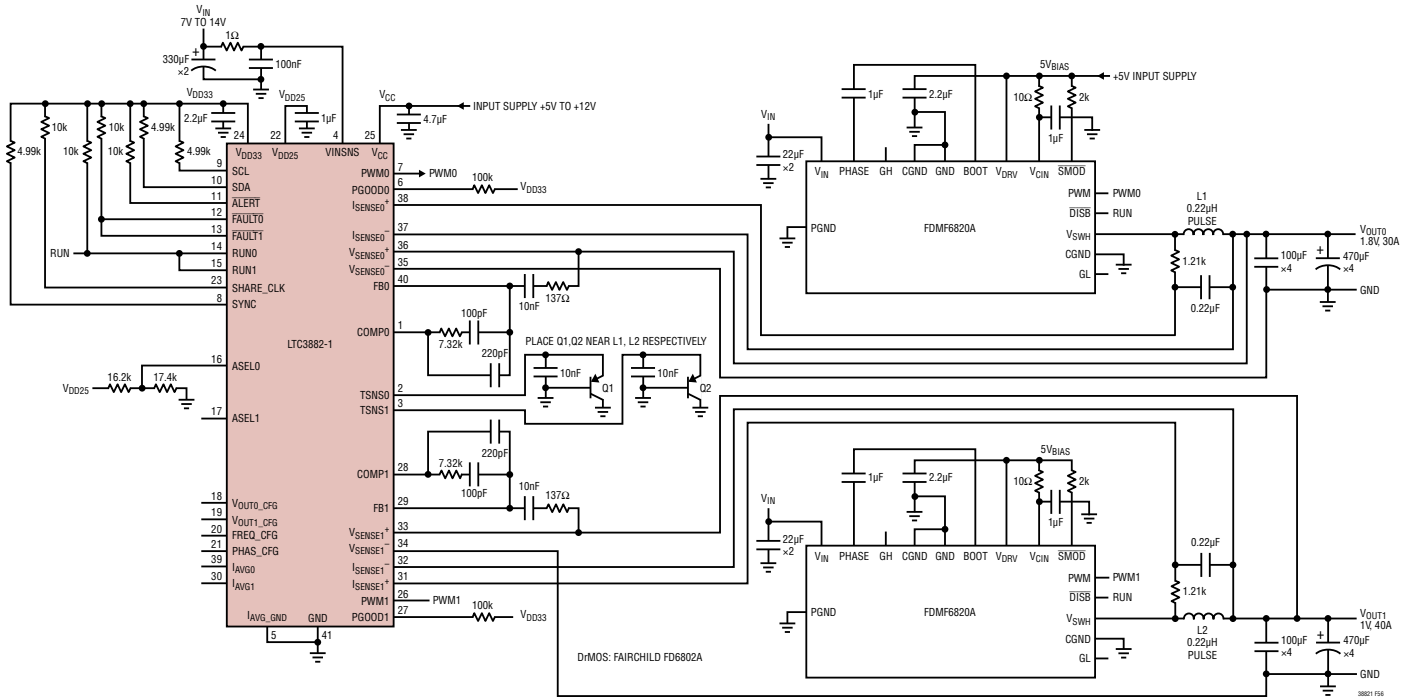 VIN
7V TO 14V
1Ω
330µF
×2
+
100nF
VDD33
2.2µF
24
VDD25
1µF
22
4
VCC
INPUT SUPPLY +5V TO +12V
4.7µF
25
10k
10k
4.99k
4.99k
10k
10k
4.99k
VDD33
VDD25
VINSNS
VCC
9
SCL
10
SDA
11
ALERT
12
FAULT0
13
FAULT1
RUN
14
RUN0
15
RUN1
23
SHARE_CLK
8
SYNC
LTC3882-1
16
ASEL0
VDD25
16.2k
17.4k
17
ASEL1
18
VOUT0_CFG
19
VOUT1_CFG
20
FREQ_CFG
21
PHAS_CFG
39
IAVG0
30
IAVG1
IAVG_GND
GND
5
41
PWM0
7
PWM0
PGOOD0
6
100k
VDD33
ISENSE0+
38
ISENSE0–
37
VSENSE0+
36
VSENSE0–
35
FB0
40
10nF
137Ω
COMP0
1
100pF
7.32k
220pF
PLACE Q1,Q2 NEAR L1, L2 RESPECTIVELY
10nF
Q1
10nF
Q2
TSNS0
2
TSNS1
3
220pF
COMP1
28
7.32k
100pF
10nF
137Ω
FB1
29
VSENSE1+
33
VSENSE1–
34
ISENSE1–
32
ISENSE1+
31
PWM1
26
PWM1
PGOOD1
27
100k
VDD33
VIN
22µF
×2
1µF
2.2µF
5VBIAS
+5V INPUT SUPPLY
10Ω
2k
1µF
VIN
PHASE
GH
CGND
GND
BOOT
VDRV
VCIN
SMOD
PGND
FDMF6820A
PWM
PWM0
DISB
RUN
VSWH
CGND
GL
L1
0.22µH
PULSE
1.21k
0.22µF
100µF
×4
+
470µF
×4
VOUT0
1.8V, 30A
GND
VIN
22µF
×2
1µF
2.2µF
5VBIAS
10Ω
2k
1µF
VIN
PHASE
GH
CGND
GND
BOOT
VDRV
VCIN
SMOD
PGND
FDMF6820A
PWM
PWM1
DISB
RUN
VSWH
CGND
GL
0.22µF
1.21k
L2
0.22µH
PULSE
100µF
×4
+
470µF
×4
VOUT1
1V, 40A
GND
DrMOS: FAIRCHILD FD6802A
38821 F56